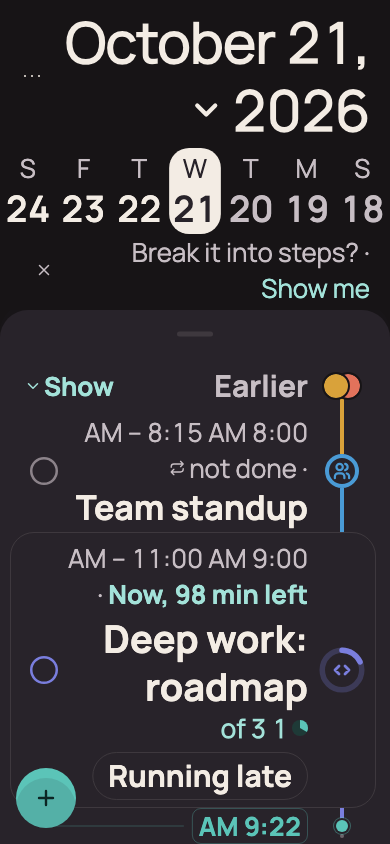 October 21,
2026
S F T W T M S
24 23 22 21 20 19 18
Break it into steps? ·
Show me
Earlier
Show
AM – 8:15 AM 8:00
not done ·
Team standup
AM – 11:00 AM 9:00
· Now, 98 min left
Deep work:
roadmap
of 3 1
Running late
AM 9:22